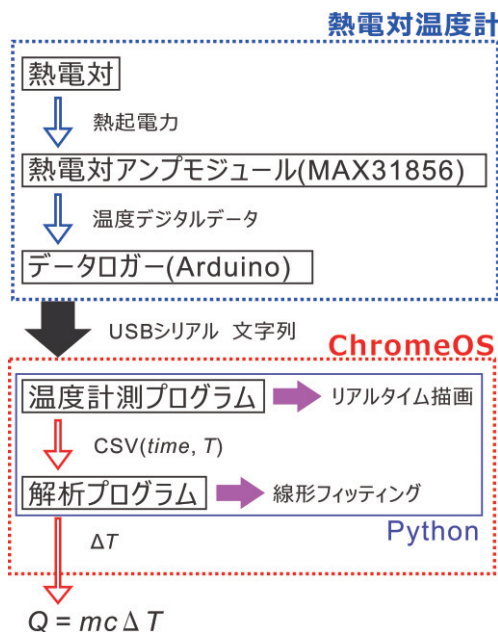 熱電対温度計
熱電対
熱起電力
熱電対アンプモジュール(MAX31856)
温度デジタルデータ
データロガー(Arduino)
USBシリアル 文字列
ChromeOS
温度計測プログラム
リアルタイム描画
CSV(time, T)
解析プログラム
線形フィッティング
Python
ΔT
Q = mcΔT